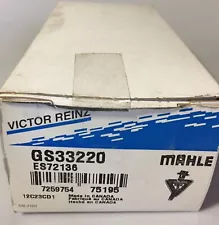 VICTOR REINZ
GS33220
ES72136
MAHLE
7259754 75195
12C23CD1
Made in CANADA
Fabriqué au CANADA
Hecho en CANADA